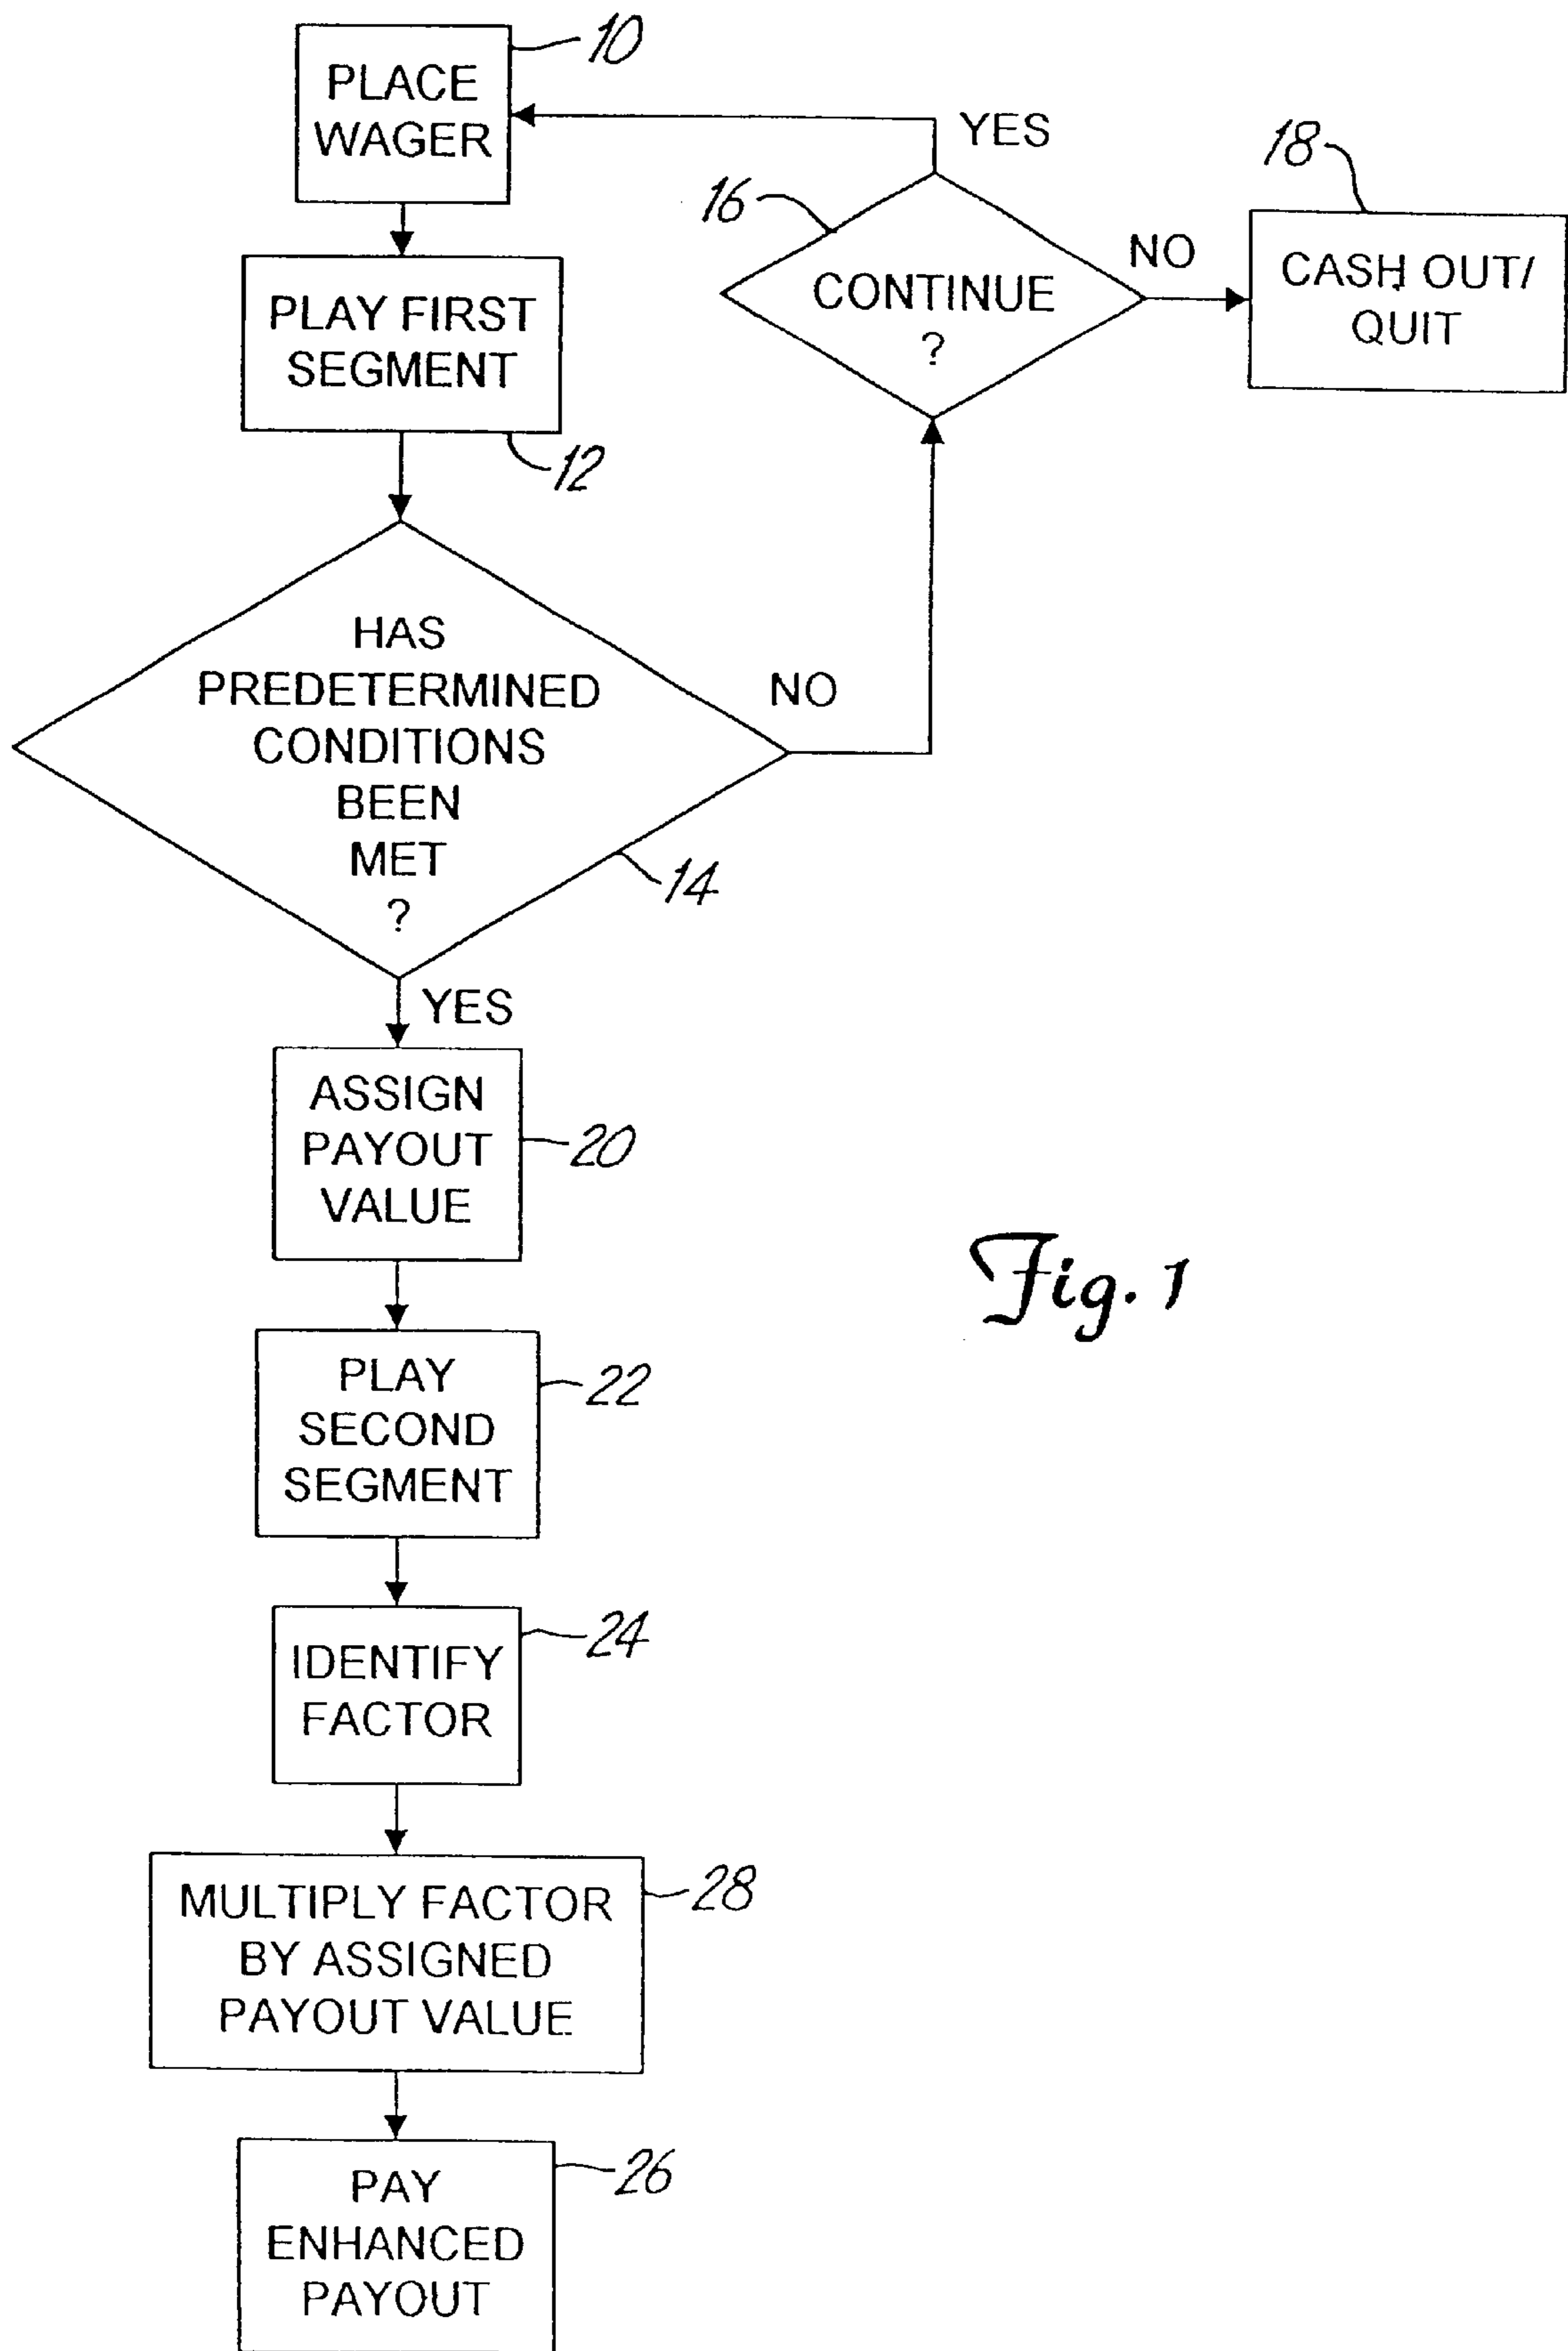 10
PLACE
WAGER
YES
18
16
NO
CONTINUE
?
CASH OUT/
QUIT
PLAY FIRST
SEGMENT
12
HAS
PREDETERMINED
CONDITIONS
BEEN
MET
?
NO
14
YES
ASSIGN
PAYOUT
VALUE
20
Fig. 1
PLAY
SECOND
SEGMENT
22
IDENTIFY
FACTOR
24
MULTIPLY FACTOR
BY ASSIGNED
PAYOUT VALUE
28
PAY
ENHANCED
PAYOUT
26